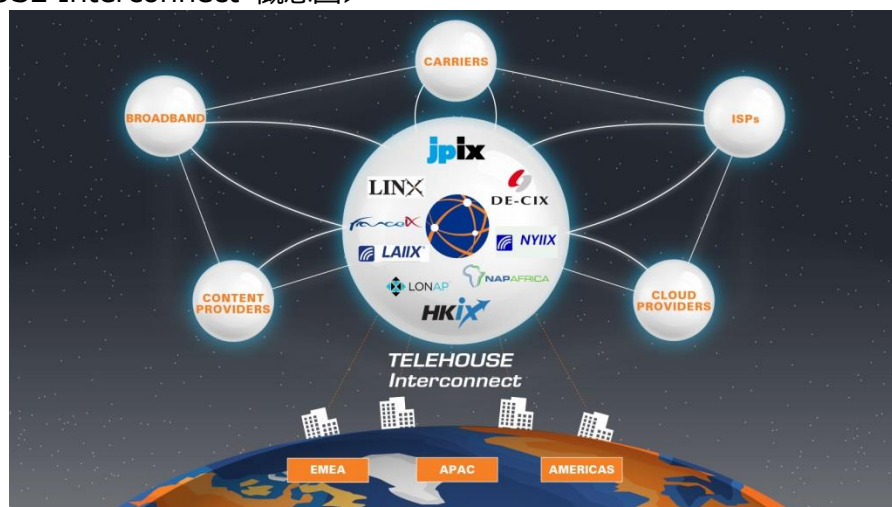 CARRIERS
BROADBAND
ISPs
jpix
LINX
DE-CIX
franceIX
LAIIX
NYIIX
LONAP
NAPAFRICA
HKIX
CONTENT
PROVIDERS
CLOUD
PROVIDERS
TELEHOUSE
Interconnect
EMEA
APAC
AMERICAS